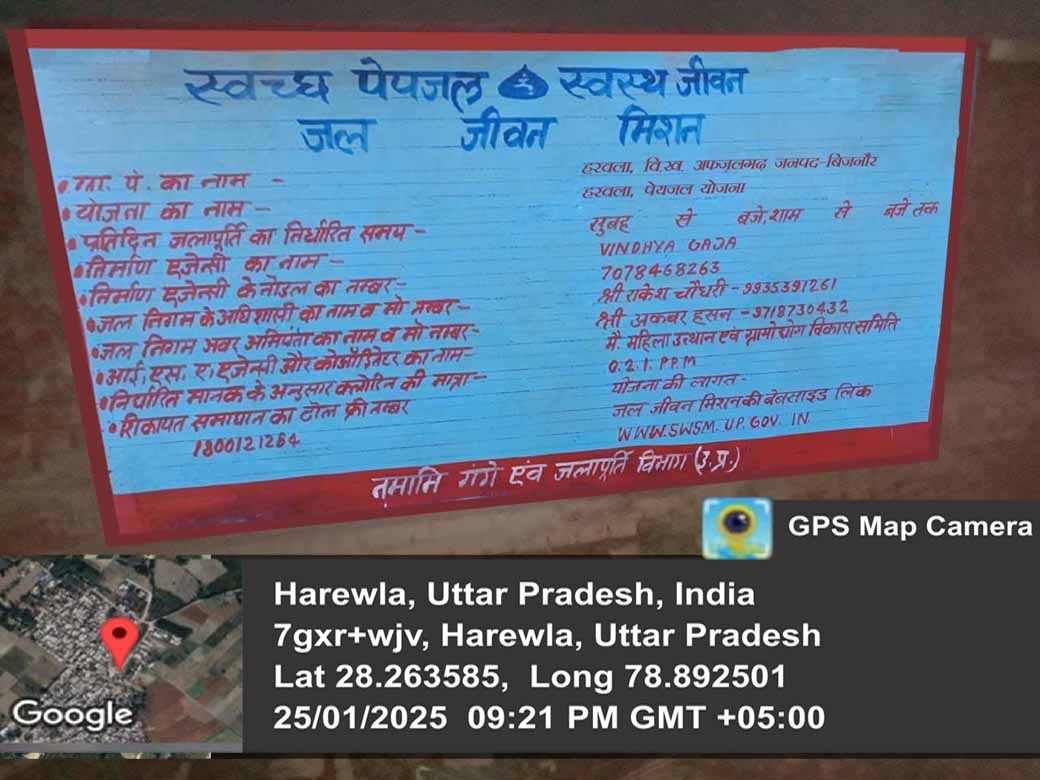 स्वच्छ पेयजल स्वस्थ जीवन
जल जीवन मिशन
• ग्रा. पे. का नाम -
हरवला, वि.ख. अफजलगढ़ जनपद-बिजनौर
• योजना का नाम -
हरवला, पेयजल योजना
• प्रतिदिन जलापूर्ति का निर्धारित समय -
सुबह से बजे, शाम से बजे तक
• निर्माण एजेन्सी का नाम -
VINDHYA GAJA
• निर्माण एजेन्सी के नोडल का नम्बर -
7078468263
• जल निगम के अधिशासी का नाम व मो नम्बर -
श्री राकेश चौधरी - 9935391261
• जल निगम अवर अभियंता का नाम व मो नम्बर -
श्री अकबर हसन - 9718730432
• आई. एस. ए. एजेन्सी और कोऑर्डिनेटर का नाम -
मै. महिला उत्थान एवं ग्रामोद्योग विकास समिति
• निर्धारित मानक के अनुसार क्लोरिन की मात्रा -
0.2.1. P.P.M
• शिकायत समाधान का टोल फ्री नम्बर
1800121264
योजना की लागत -
जल जीवन मिशन की वेबसाइड लिंक
WWW.SWSM.UP.GOV.IN
नमामि गंगे एंव जलापूर्ति विभाग (उ.प्र.)
GPS Map Camera
Harewla, Uttar Pradesh, India
7gxr+wjv, Harewla, Uttar Pradesh
Lat 28.263585, Long 78.892501
25/01/2025 09:21 PM GMT +05:00
Google